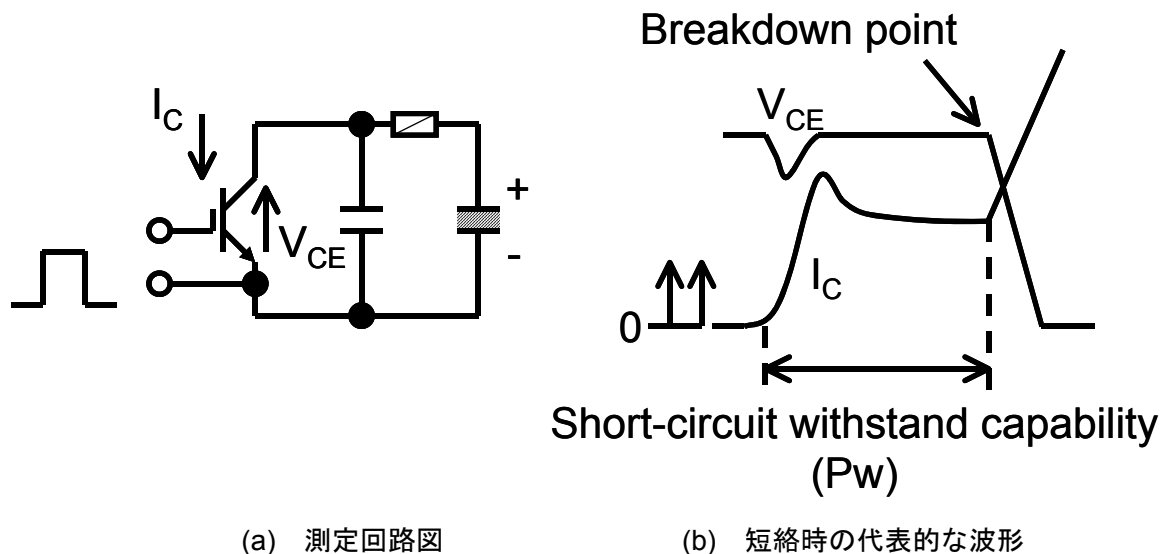 Breakdown point
I_C
V_CE
+
V_CE
-
I_C
0
Short-circuit withstand capability
(Pw)
(a) 測定回路図
(b) 短絡時の代表的な波形